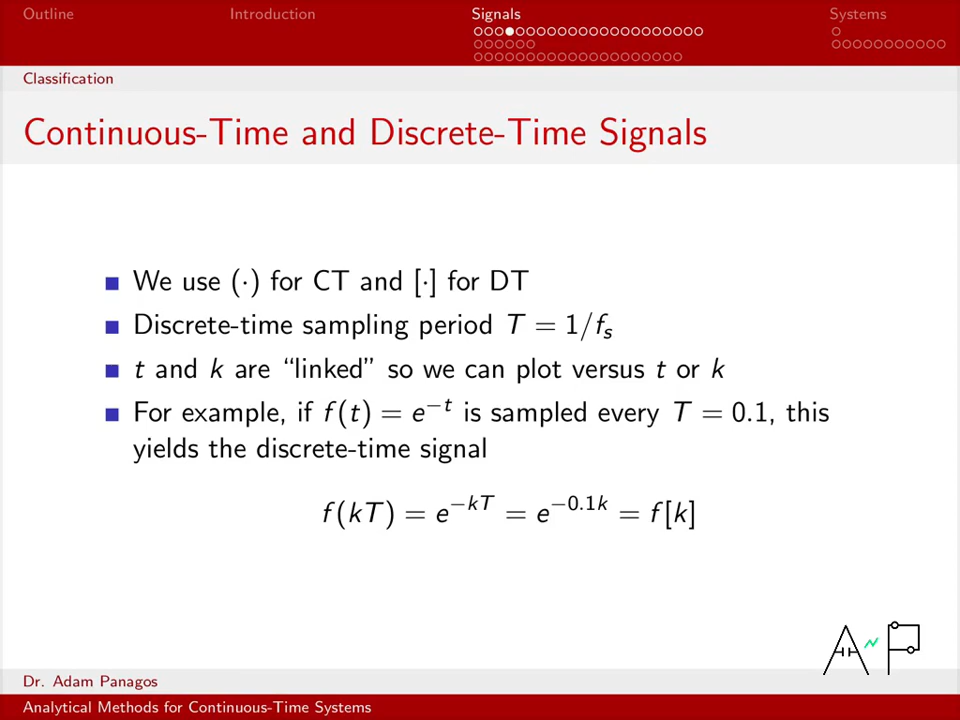 Outline Introduction Signals Systems
Classification
Continuous-Time and Discrete-Time Signals
We use (·) for CT and [·] for DT
Discrete-time sampling period T = 1/fₛ
t and k are “linked” so we can plot versus t or k
For example, if f(t) = e⁻ᵗ is sampled every T = 0.1, this
yields the discrete-time signal
f(kT) = e^{−kT} = e^{−0.1k} = f[k]
AP
Dr. Adam Panagos
Analytical Methods for Continuous-Time Systems